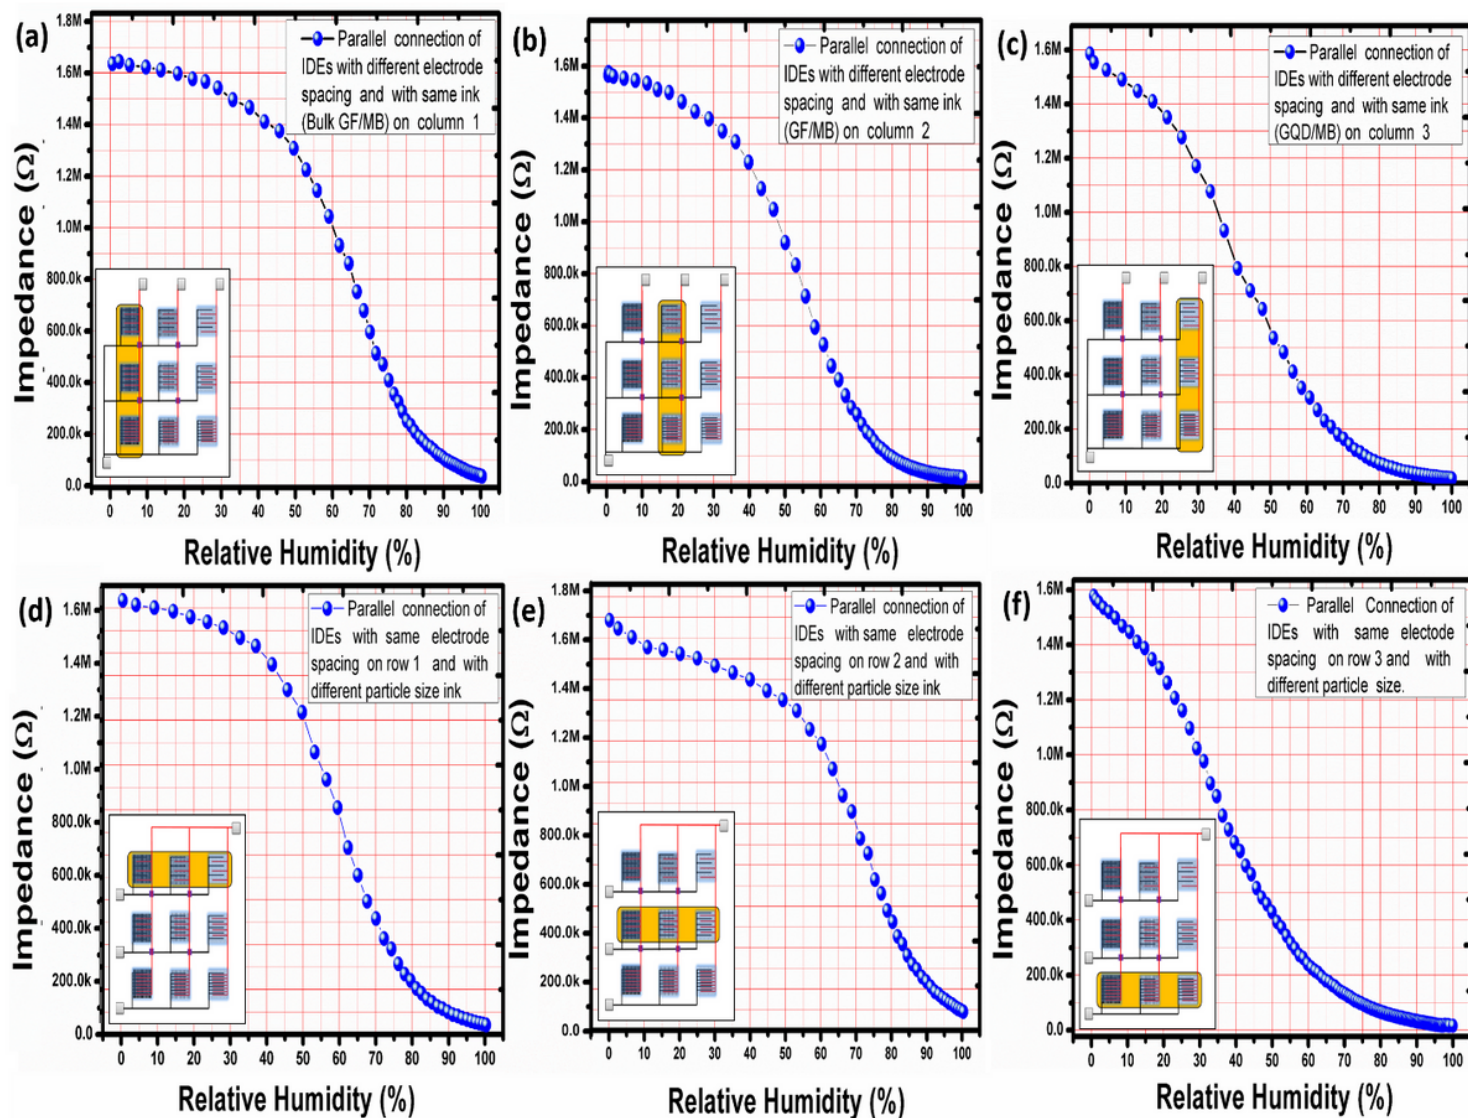 (a)
Parallel connection of
IDEs with different electrode
spacing and with same ink
(Bulk GF/MB) on column 1
Impedance (Ω)
1.8M
1.6M
1.4M
1.2M
1.0M
800.0k
600.0k
400.0k
200.0k
0.0
0 10 20 30 40 50 60 70 80 90 100
Relative Humidity (%)
(b)
Parallel connection of
IDEs with different electrode
spacing and with same ink
(GF/MB) on column 2
Impedance (Ω)
1.8M
1.6M
1.4M
1.2M
1.0M
800.0k
600.0k
400.0k
200.0k
0.0
0 10 20 30 40 50 60 70 80 90 100
Relative Humidity (%)
(c)
Parallel connection of
IDEs with different electrode
spacing and with same ink
(GQD/MB) on column 3
Impedance (Ω)
1.6M
1.4M
1.2M
1.0M
800.0k
600.0k
400.0k
200.0k
0.0
0 10 20 30 40 50 60 70 80 90 100
Relative Humidity (%)
(d)
Parallel connection of
IDEs with same electrode
spacing on row 1 and with
different particle size ink
Impedance (Ω)
1.6M
1.4M
1.2M
1.0M
800.0k
600.0k
400.0k
200.0k
0.0
0 10 20 30 40 50 60 70 80 90 100
Relative Humidity (%)
(e)
Parallel connection of
IDEs with same electrode
spacing on row 2 and with
different particle size ink
Impedance (Ω)
1.8M
1.6M
1.4M
1.2M
1.0M
800.0k
600.0k
400.0k
200.0k
0.0
0 10 20 30 40 50 60 70 80 90 100
Relative Humidity (%)
(f)
Parallel Connection of
IDEs with same electode
spacing on row 3 and with
different particle size.
Impedance (Ω)
1.6M
1.4M
1.2M
1.0M
800.0k
600.0k
400.0k
200.0k
0.0
0 10 20 30 40 50 60 70 80 90 100
Relative Humidity (%)